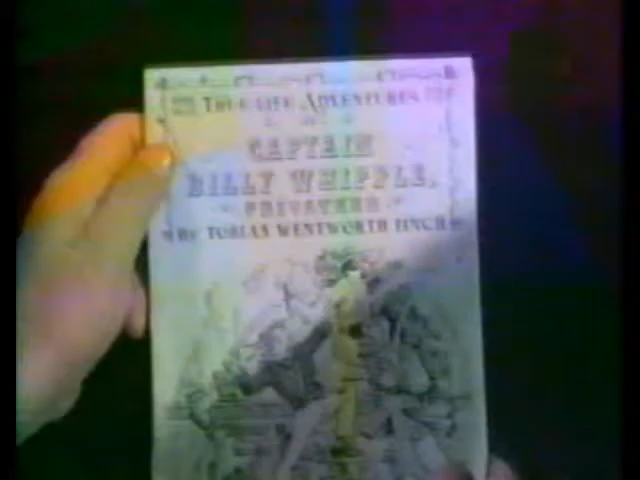 TRUE-LIFE ADVENTURES
OF
CAPTAIN
BILLY WHIPPLE,
PRIVATEER
BY TOBIAS WENTWORTH FINCH